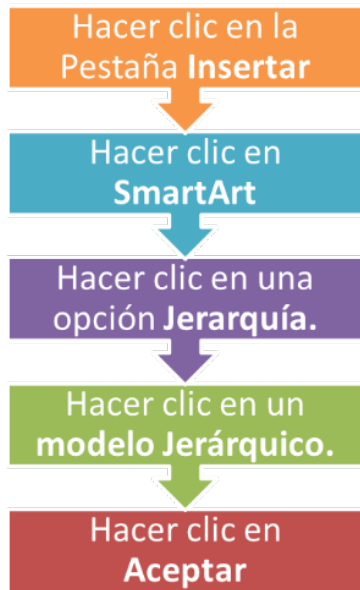 Hacer clic en la
Pestaña Insertar
Hacer clic en
SmartArt
Hacer clic en una
opción Jerarquía.
Hacer clic en un
modelo Jerárquico.
Hacer clic en
Aceptar